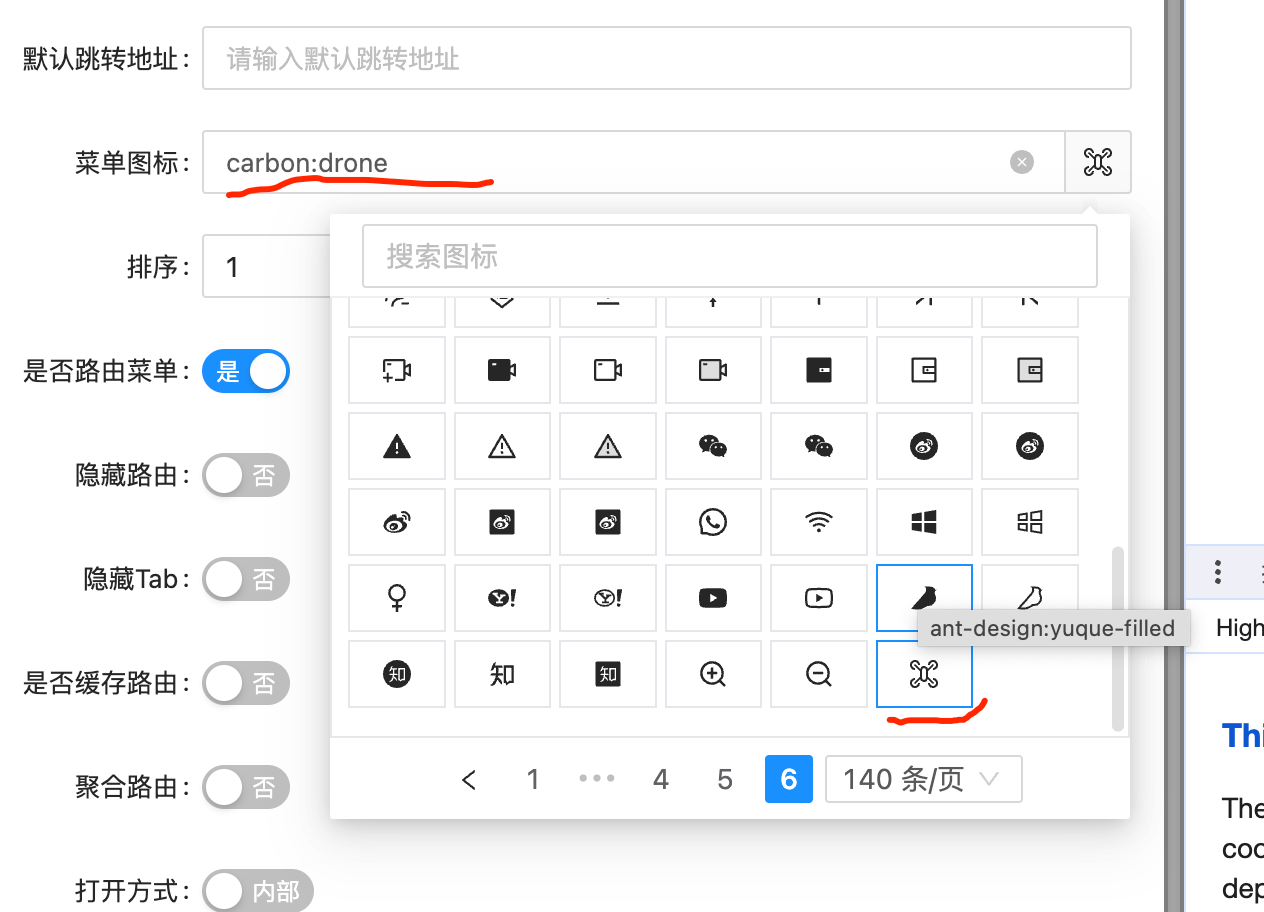 默认跳转地址:
请输入默认跳转地址
菜单图标:
carbon:drone
搜索图标
排序:
1
是否路由菜单:
是
隐藏路由:
否
隐藏Tab:
否
ant-design:yuque-filled
High
是否缓存路由:
否
知
知
知
Thi
聚合路由:
否
1
•••
4
5
6
140 条/页
The
coo
dep
打开方式:
内部